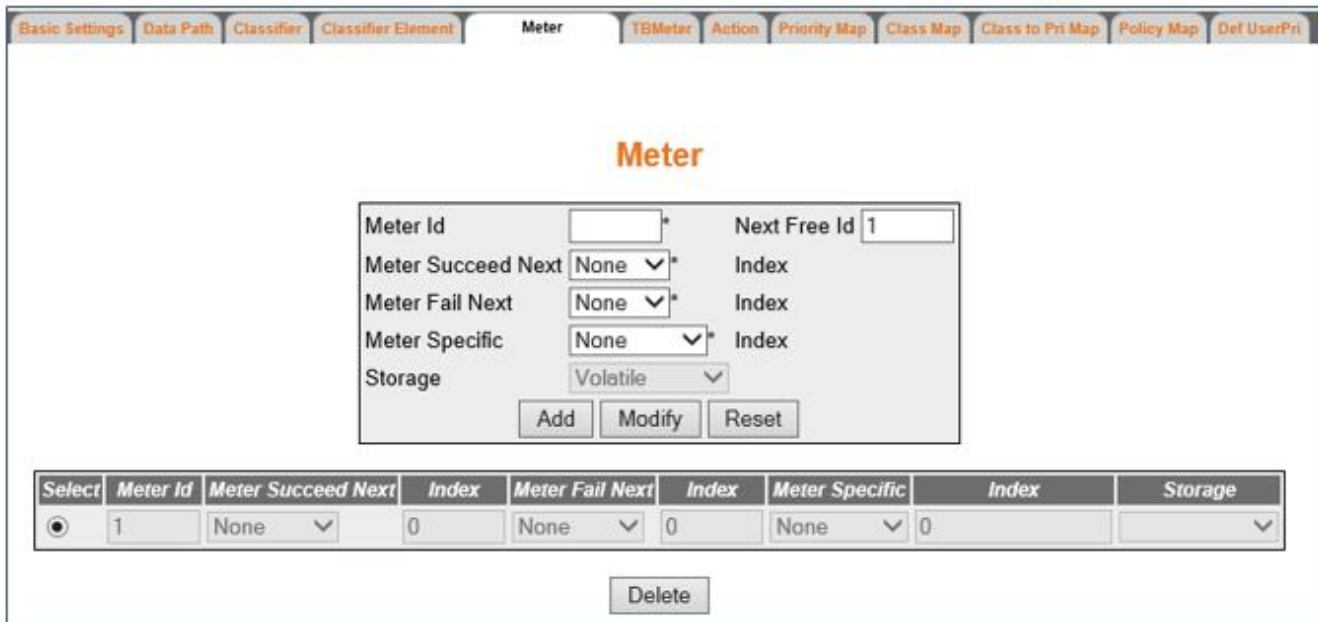 Basic Settings Data Path Classifier Classifier Element Meter TBMeter Action Priority Map Class Map Class to Pri Map Policy Map Def UserPri
Meter
Meter Id * Next Free Id 1
Meter Succeed Next None * Index
Meter Fail Next None * Index
Meter Specific None * Index
Storage Volatile
Add Modify Reset
Select Meter Id Meter Succeed Next Index Meter Fail Next Index Meter Specific Index Storage
1 None 0 None 0 None 0
Delete